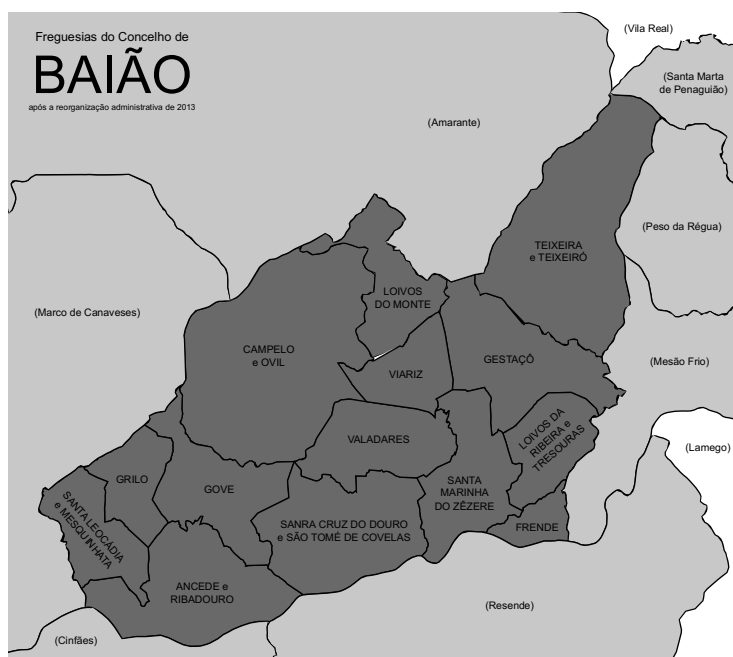 Freguesias do Concelho de
BAIÃO
após a reorganização administrativa de 2013
(Vila Real)
(Santa Marta
de Penaguião)
(Amarante)
(Peso da Régua)
TEIXEIRA
e TEIXEIRÓ
(Marco de Canaveses)
LOIVOS
DO MONTE
CAMPELO
e OVIL
GESTAÇÔ
(Mesão Frio)
VIARIZ
LOIVOS DA
RIBEIRA e
TRESOURAS
VALADARES
(Lamego)
GRILO
GOVE
SANTA
MARINHA
DO ZÊZERE
SANTA LEOCÁDIA
e MESQUINHATA
SANRA CRUZ DO DOURO
e SÃO TOMÉ DE COVELAS
FRENDE
ANCEDE e
RIBADOURO
(Resende)
(Cinfães)